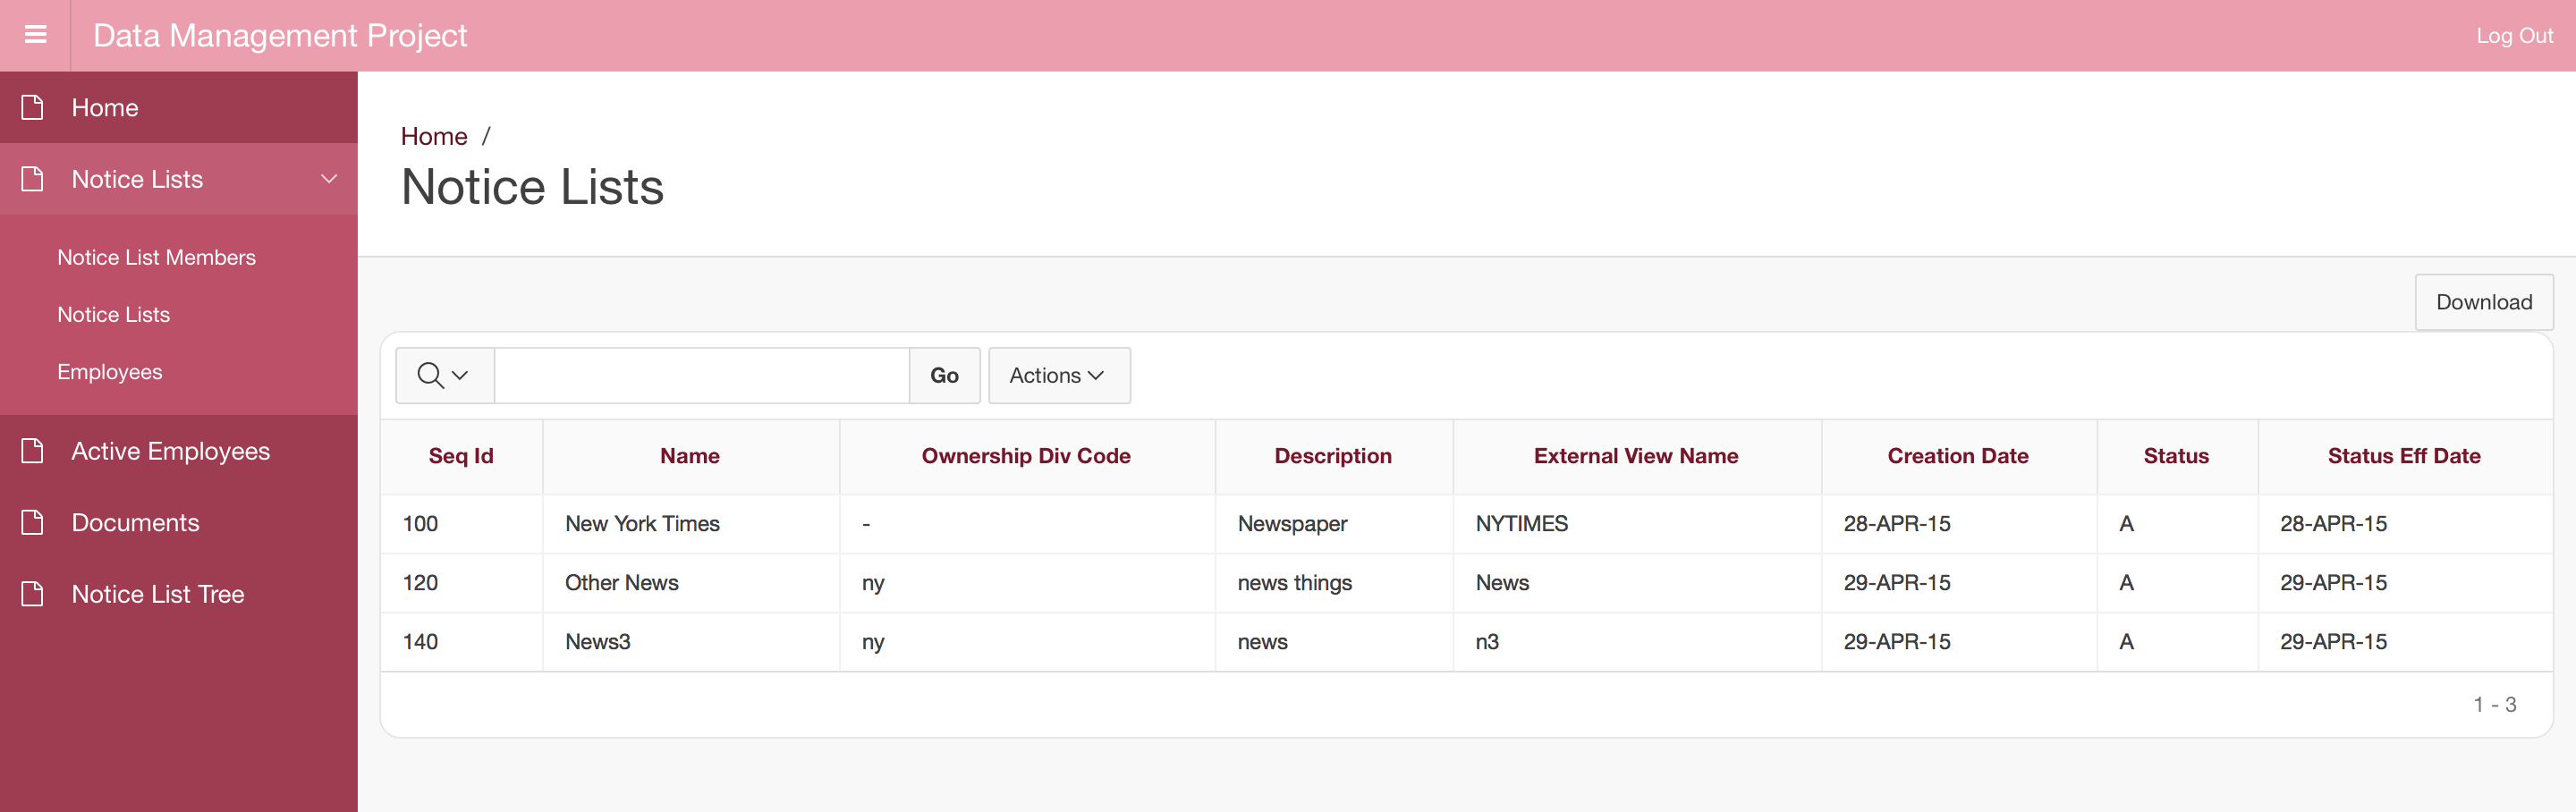 Data Management Project
Log Out
Home
Notice Lists
Notice List Members
Notice Lists
Employees
Active Employees
Documents
Notice List Tree
Home /
Notice Lists
Download
Go Actions
Seq Id Name Ownership Div Code Description External View Name Creation Date Status Status Eff Date
100 New York Times - Newspaper NYTIMES 28-APR-15 A 28-APR-15
120 Other News ny news things News 29-APR-15 A 29-APR-15
140 News3 ny news n3 29-APR-15 A 29-APR-15
1 - 3